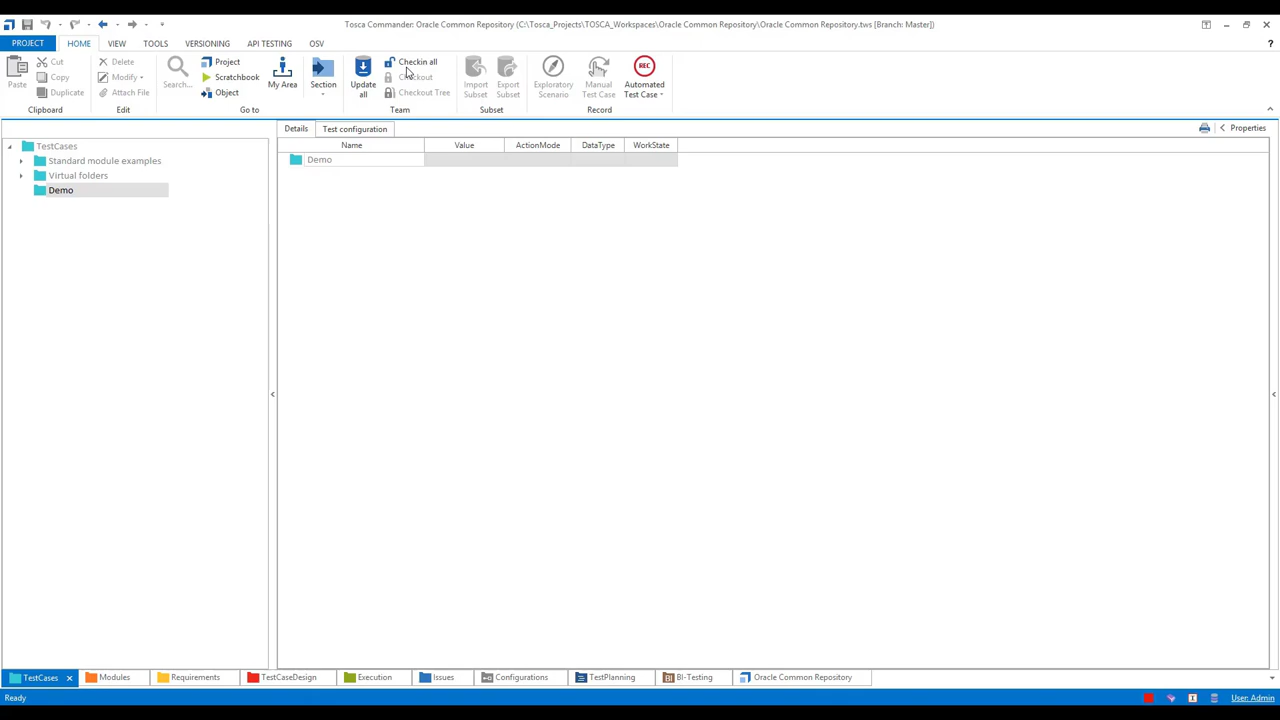 Tosca Commander: Oracle Common Repository (C:\Tosca_Projects\TOSCA_Workspaces\Oracle Common Repository\Oracle Common Repository.tws [Branch: Master])
PROJECT HOME VIEW TOOLS VERSIONING API TESTING OSV ?
Paste
Cut
Copy
Duplicate
Clipboard
Delete
Modify
Attach File
Edit
Search...
Project
Scratchbook
Object
My Area
Go to
Section
Update all
Checkin all
Checkout
Checkout Tree
Team
Import Subset
Export Subset
Subset
Exploratory Scenario
Manual Test Case
REC
Automated Test Case
Record
Details Test configuration Properties
TestCases
Standard module examples
Virtual folders
Demo
Name Value ActionMode DataType WorkState
Demo
TestCases Modules Requirements TestCaseDesign Execution Issues Configurations TestPlanning BI-Testing Oracle Common Repository
Ready User: Admin